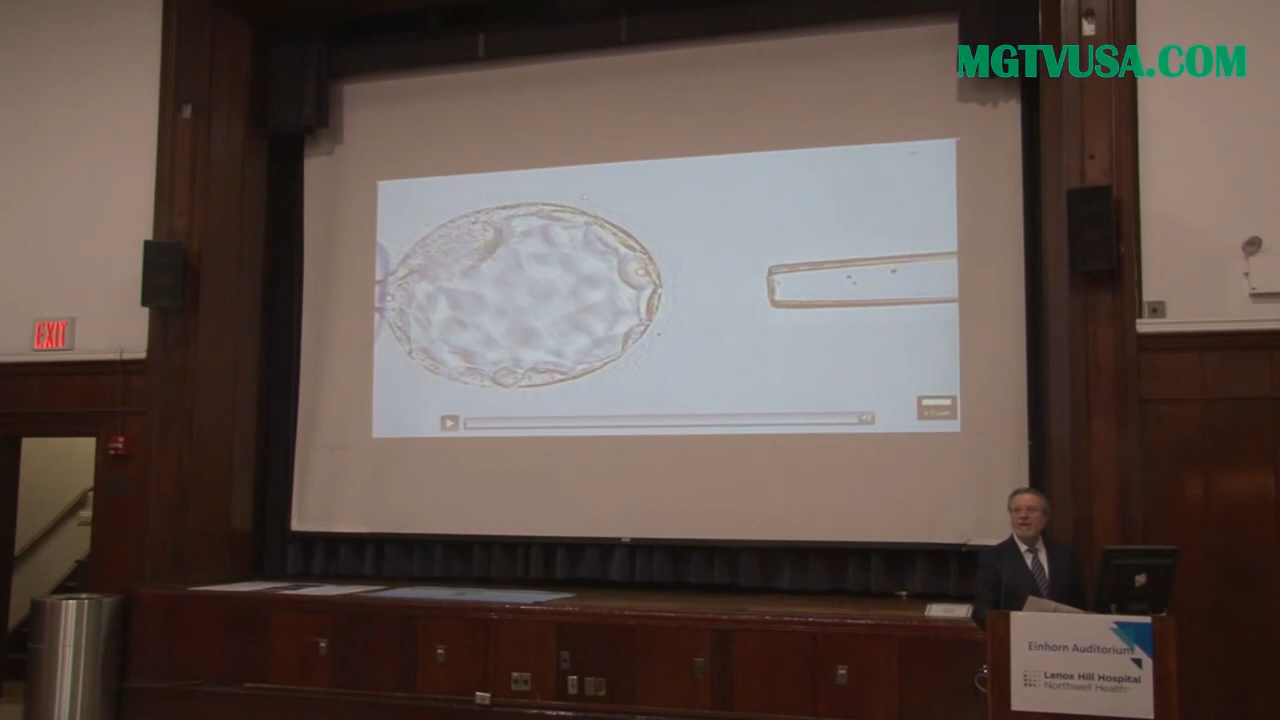 MGTVUSA.COM
EXIT
Einhorn Auditorium
Lenox Hill Hospital
Northwell Health